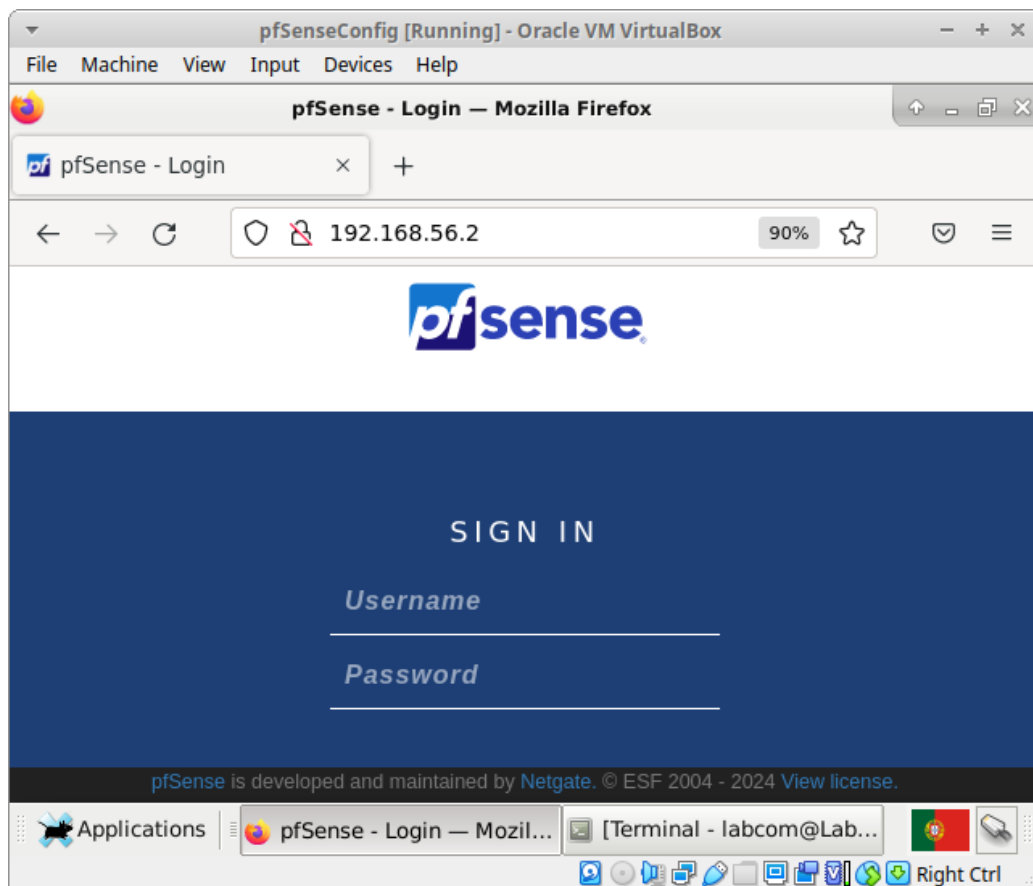 pfSenseConfig [Running] - Oracle VM VirtualBox
File Machine View Input Devices Help
pfSense - Login — Mozilla Firefox
pf pfSense - Login
192.168.56.2 90%
pfsense
SIGN IN
Username
Password
pfSense is developed and maintained by Netgate. © ESF 2004 - 2024 View license.
Applications pfSense - Login — Mozil... [Terminal - labcom@Lab...
Right Ctrl